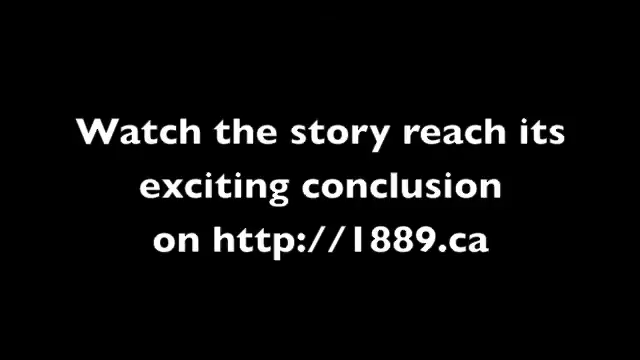 Watch the story reach its
exciting conclusion
on http://1889.ca